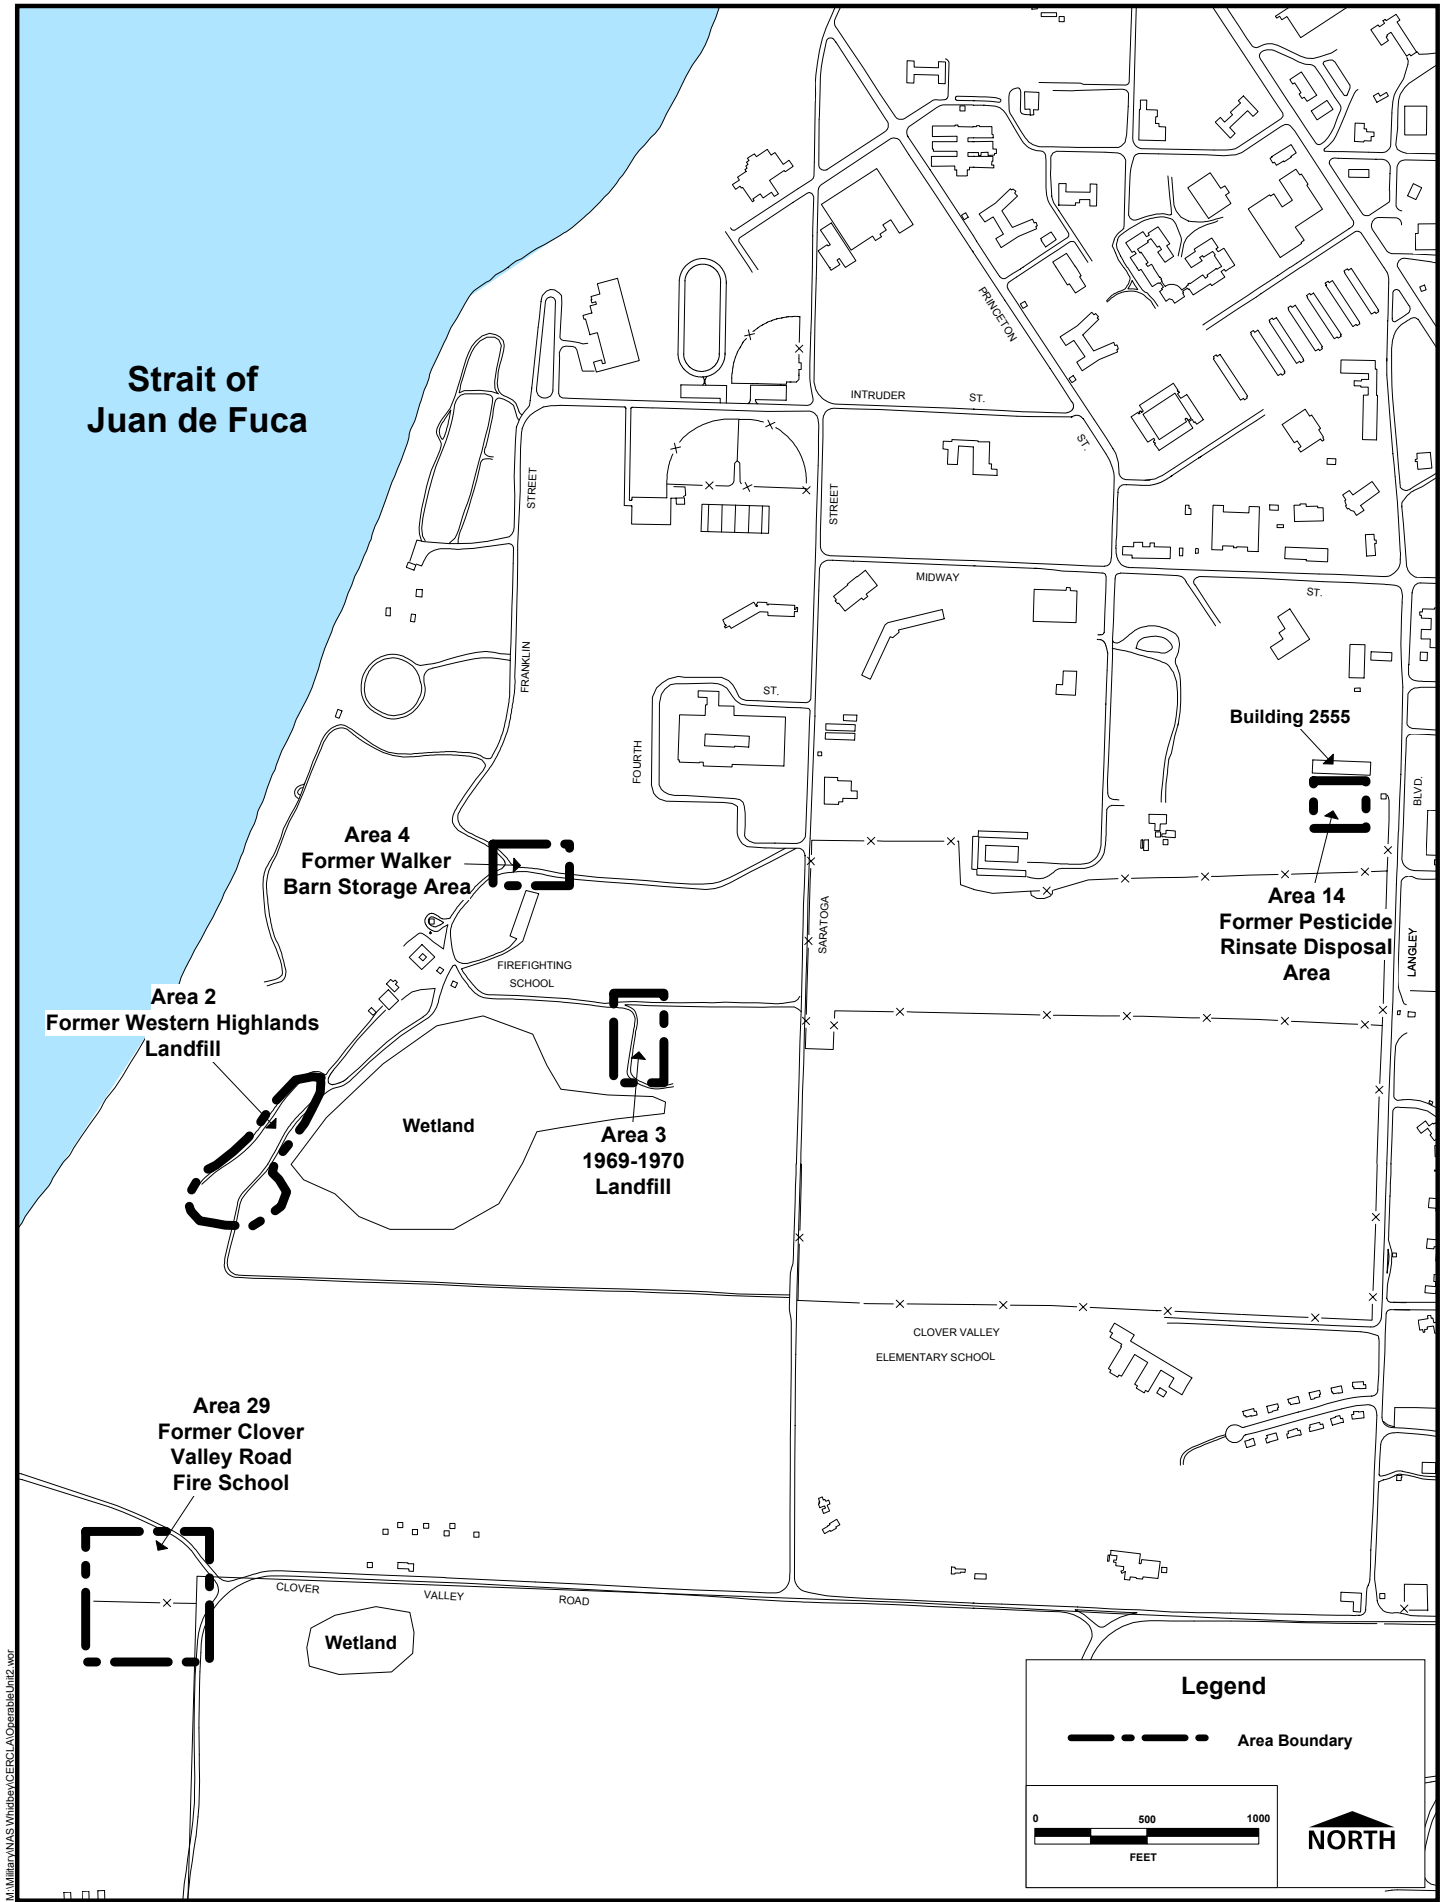 Strait of
Juan de Fuca
PRINCETON
INTRUDER
ST.
ST.
STREET
STREET
MIDWAY
ST.
FRANKLIN
ST.
FOURTH
Building 2555
BLVD.
Area 4
Former Walker
Barn Storage Area
Area 14
Former Pesticide
Rinsate Disposal
Area
SARATOGA
LANGLEY
FIREFIGHTING
SCHOOL
Area 2
Former Western Highlands
Landfill
Wetland
Area 3
1969-1970
Landfill
CLOVER VALLEY
ELEMENTARY SCHOOL
Area 29
Former Clover
Valley Road
Fire School
CLOVER
VALLEY
ROAD
Wetland
Legend
Area Boundary
0
500
1000
FEET
NORTH
M:\Military\NAS Whidbey\CERCLA\OperableUnit2.wor